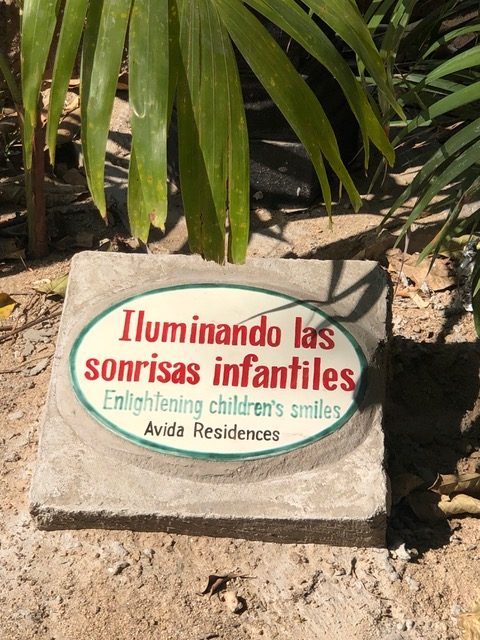 Iluminando las
sonrisas infantiles
Enlightening children's smiles
Avida Residences